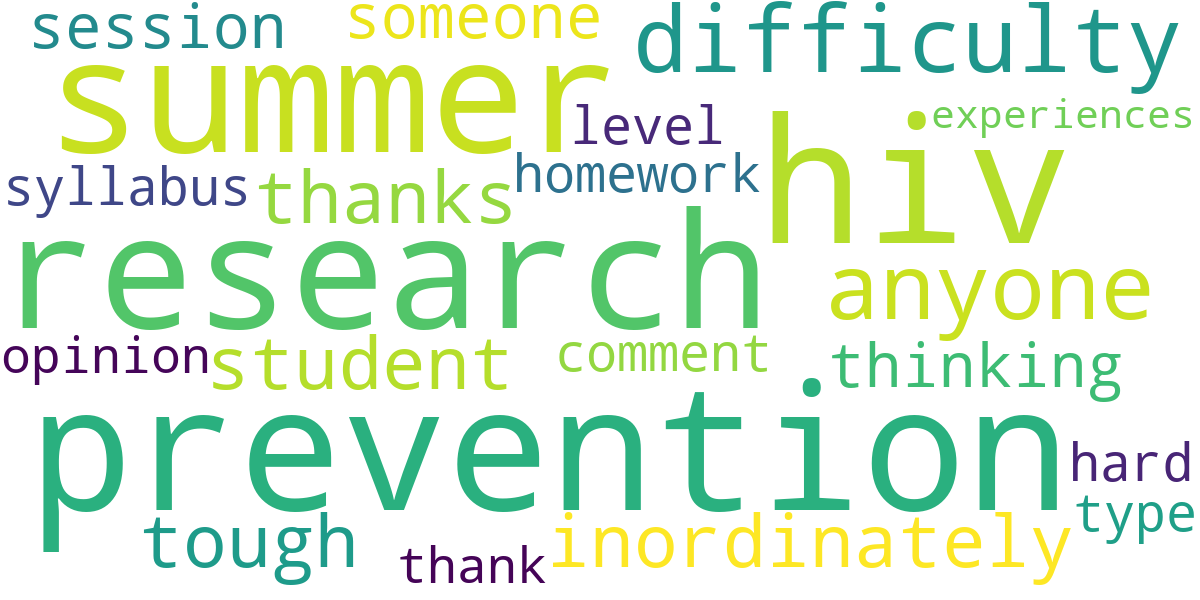 session someone difficulty
summer hiv
level experiences
syllabus thanks homework
research anyone
opinion student comment thinking
prevention hard
tough thank inordinately type